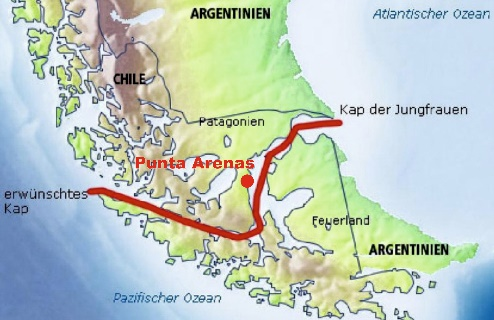 ARGENTINIEN
Atlantischer Ozean
CHILE
Kap der Jungfrauen
Patagonien
Punta Arenas
erwünschtes
Kap
Feuerland
ARGENTINIEN
Pazifischer Ozean